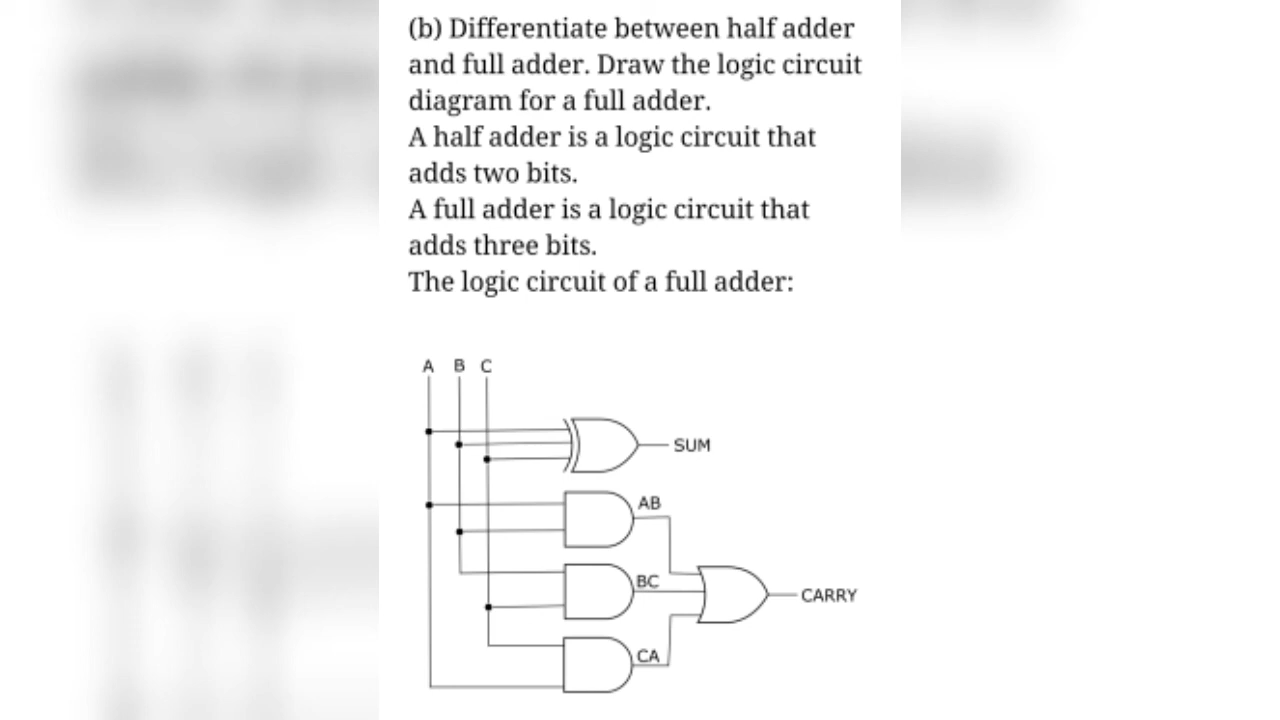 (b) Differentiate between half adder
and full adder. Draw the logic circuit
diagram for a full adder.
A half adder is a logic circuit that
adds two bits.
A full adder is a logic circuit that
adds three bits.
The logic circuit of a full adder:
A B C
SUM
AB
BC
CARRY
CA